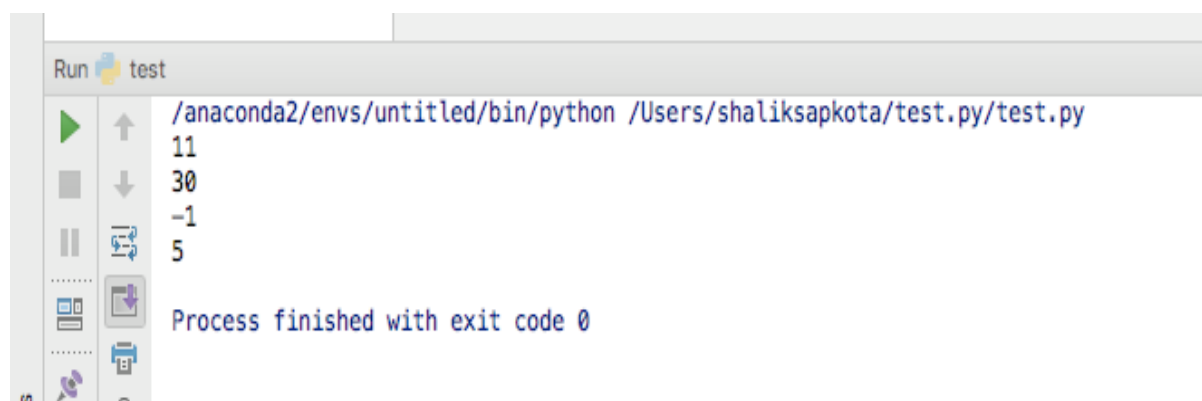 Run test
/anaconda2/envs/untitled/bin/python /Users/shaliksapkota/test.py/test.py
11
30
-1
5
Process finished with exit code 0